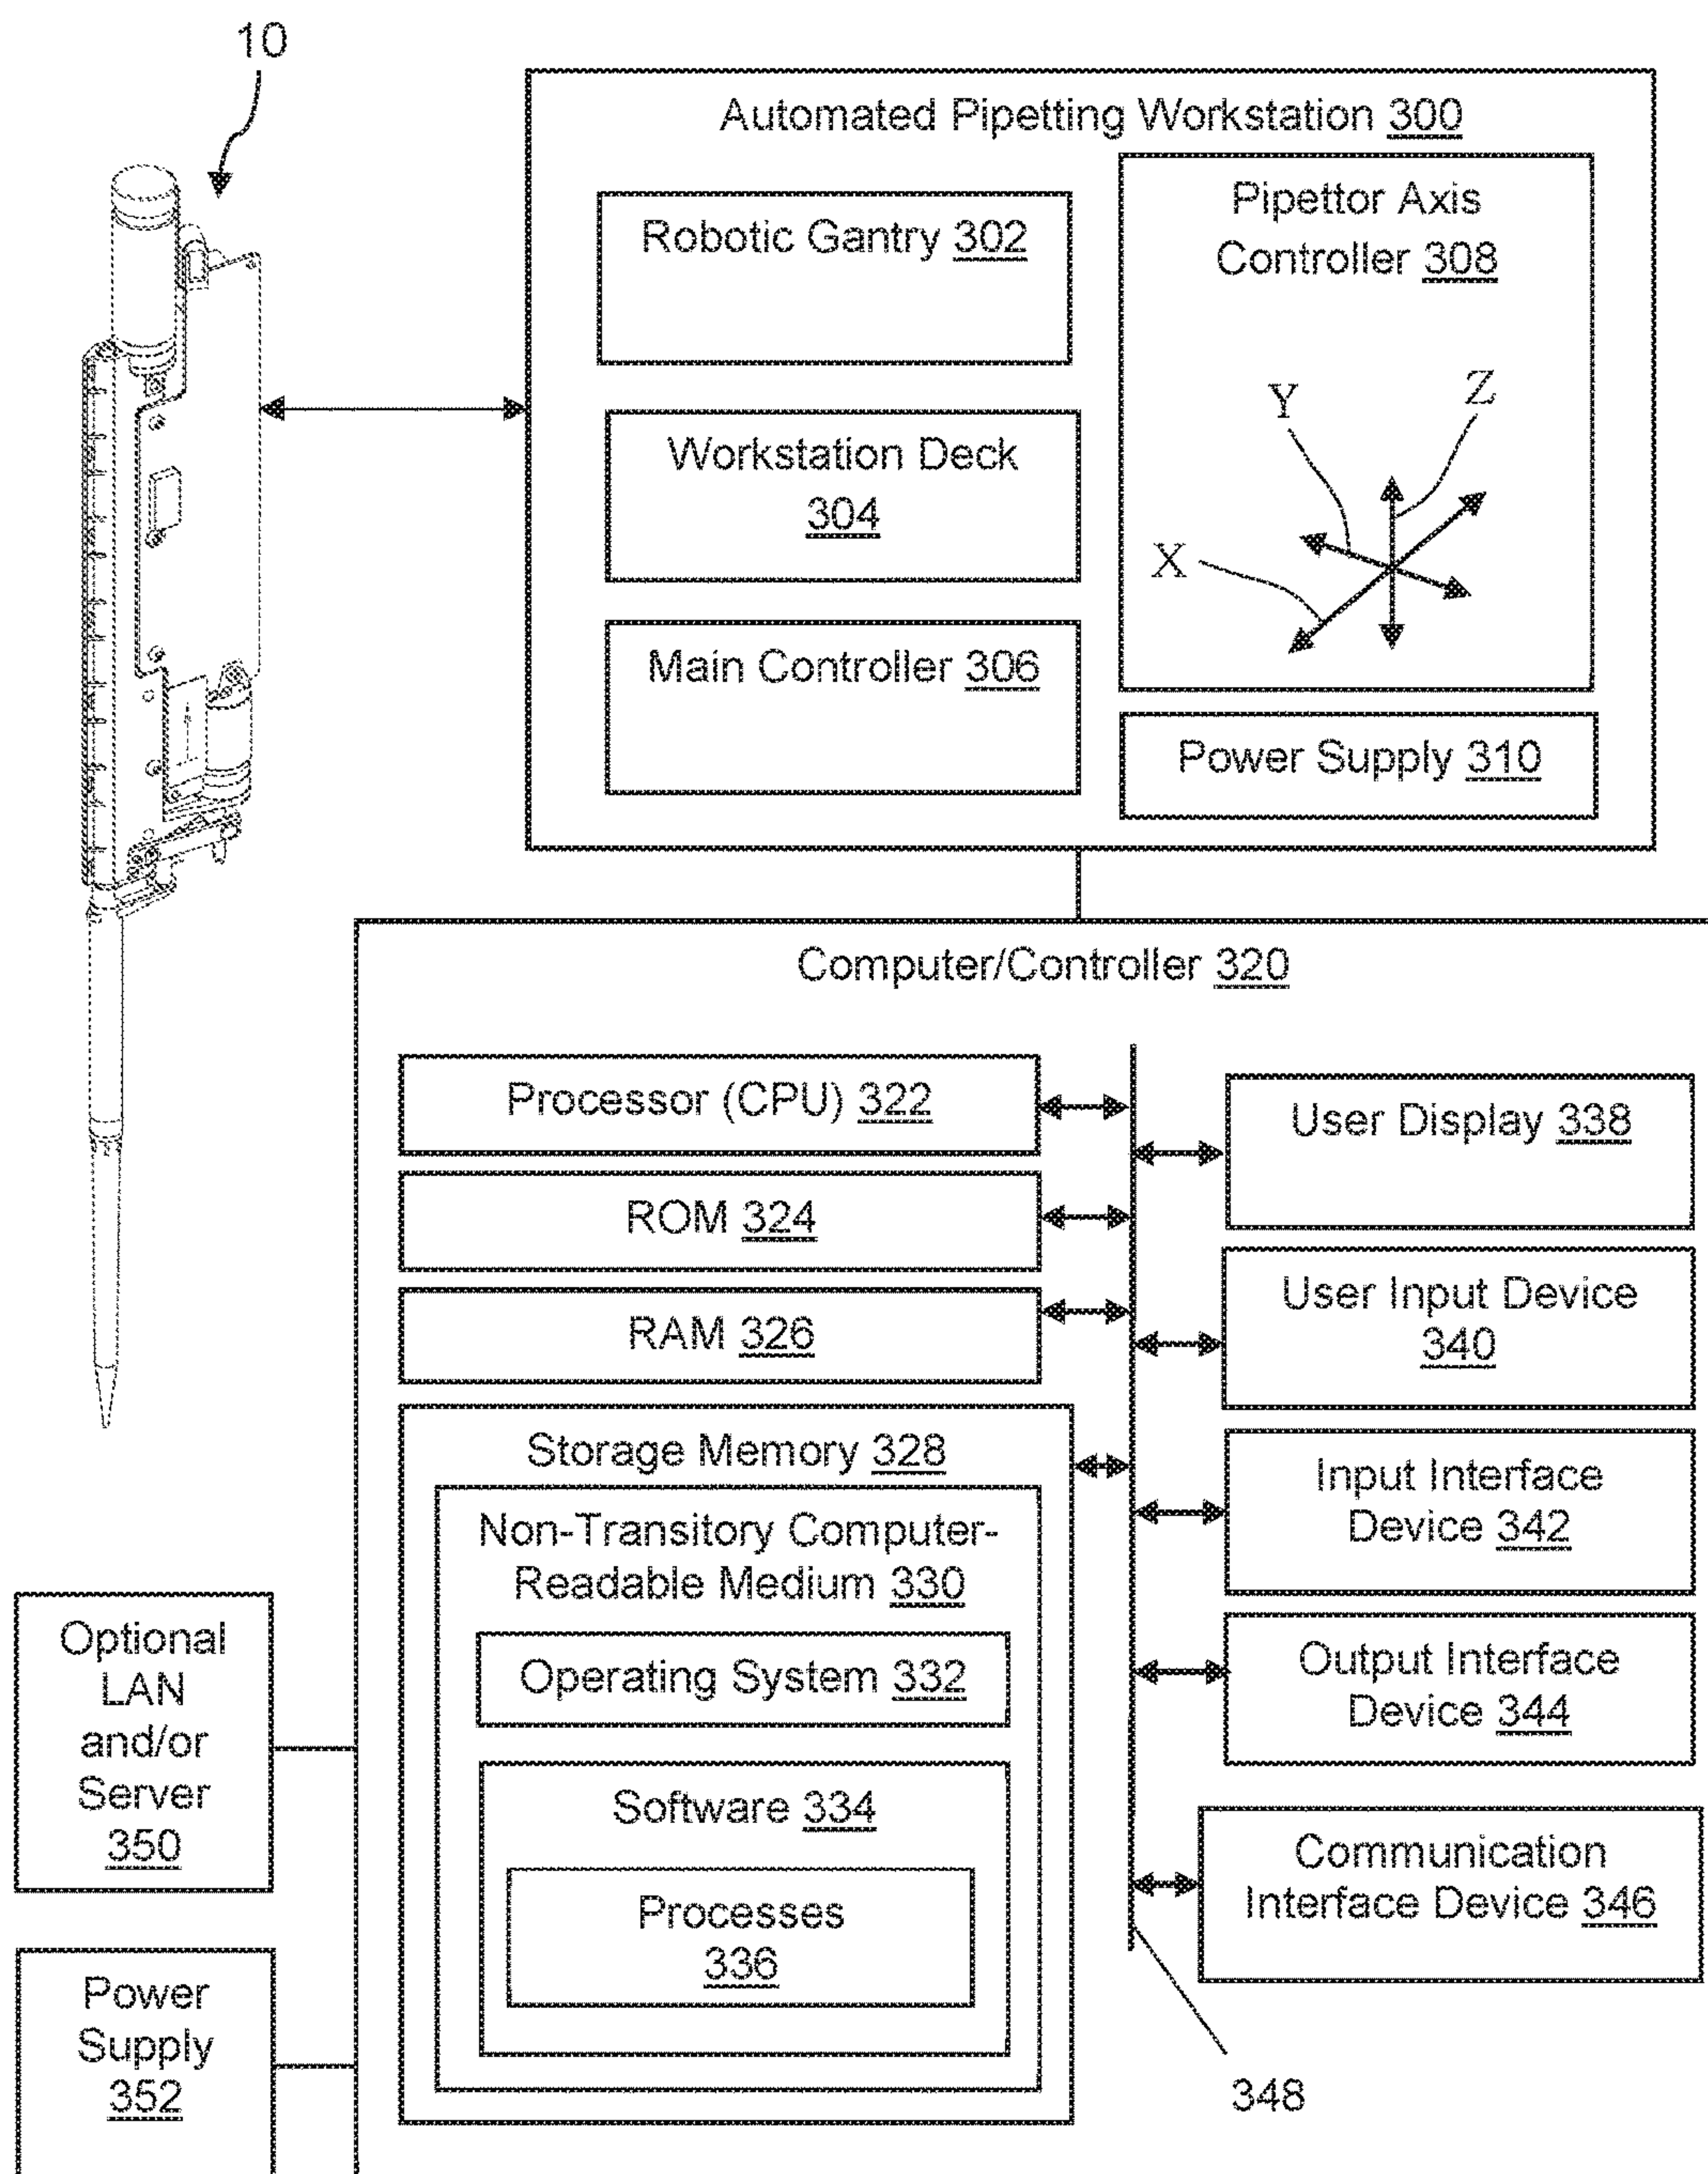 10
Automated Pipetting Workstation 300
Robotic Gantry 302
Pipettor Axis
Controller 308
Workstation Deck
304
Y
Z
X
Main Controller 306
Power Supply 310
Computer/Controller 320
Processor (CPU) 322
ROM 324
RAM 326
Storage Memory 328
Non-Transitory Computer-
Readable Medium 330
Operating System 332
Software 334
Processes
336
User Display 338
User Input Device
340
Input Interface
Device 342
Output Interface
Device 344
Communication
Interface Device 346
348
Optional
LAN
and/or
Server
350
Power
Supply
352